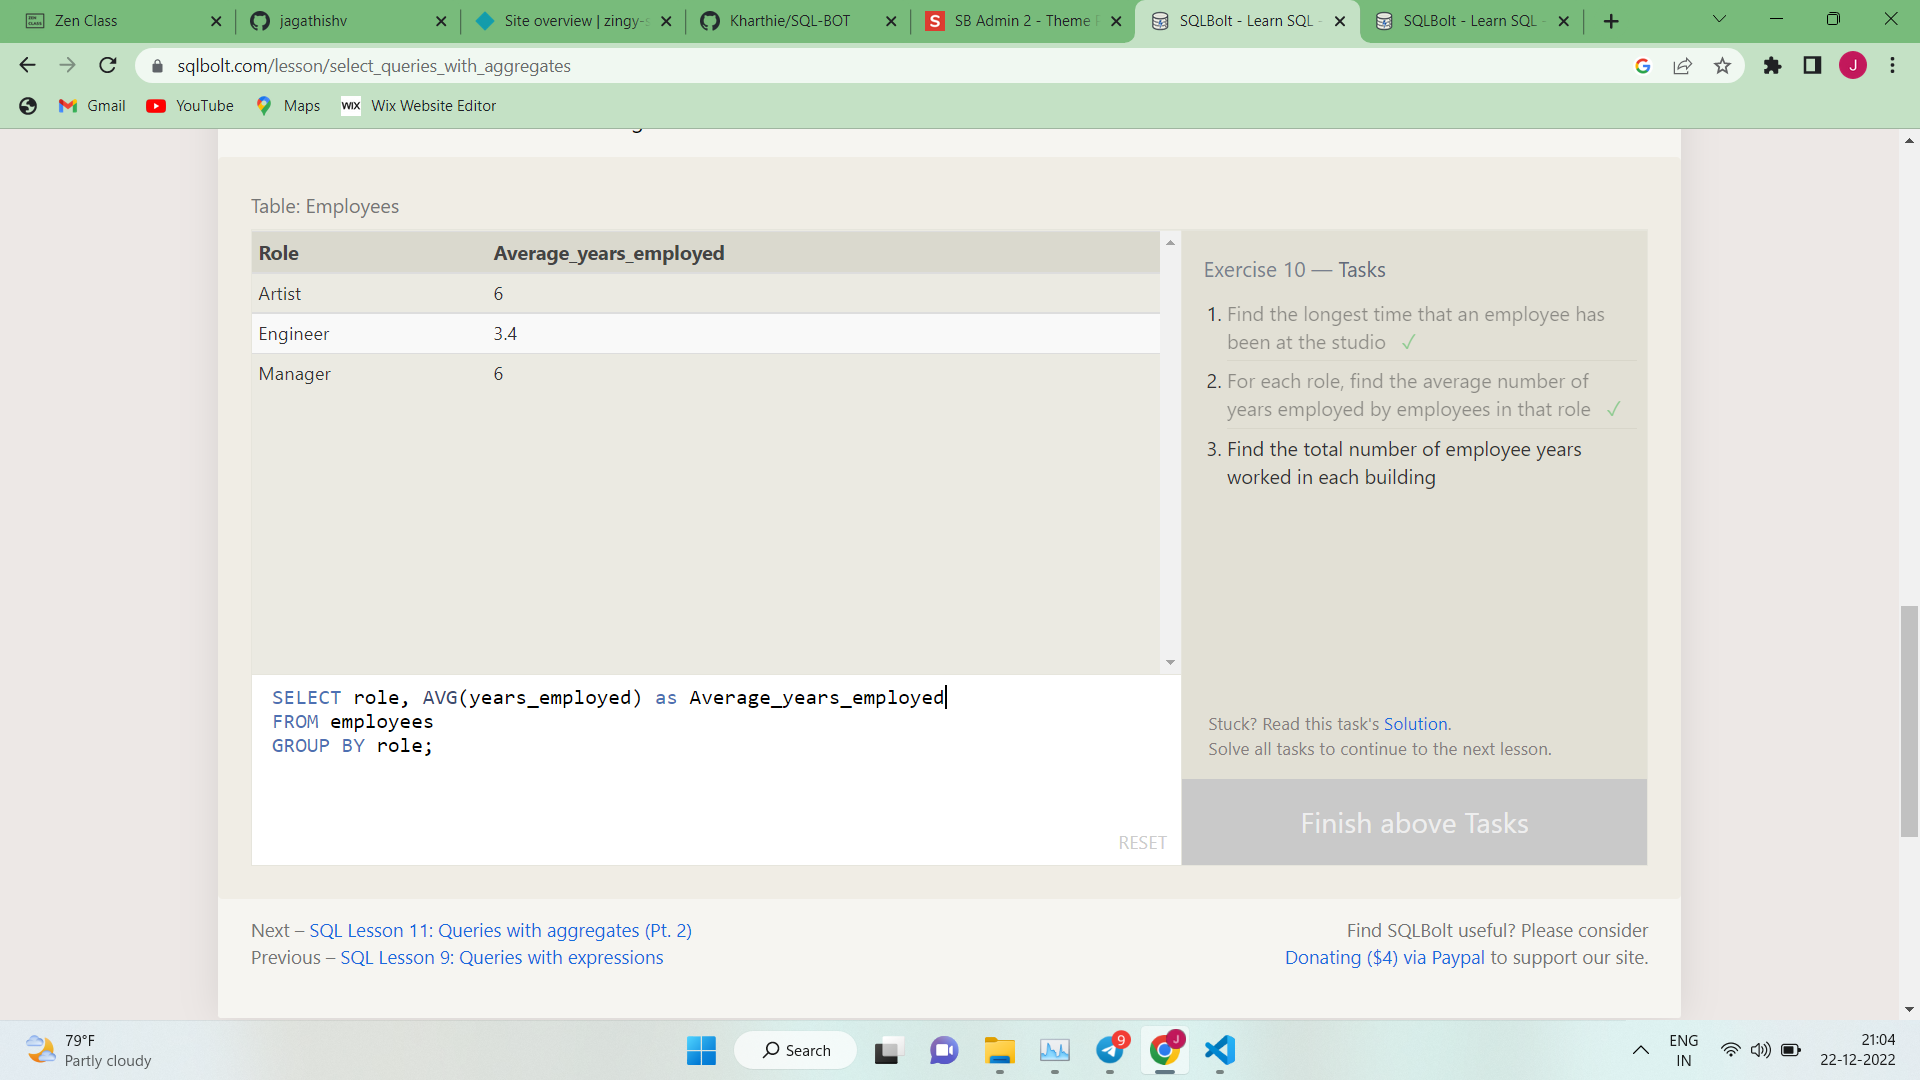 Zen Class
jagathishv
Site overview | zingy-s
Kharthie/SQL-BOT
SB Admin 2 - Theme P
SQLBolt - Learn SQL -
SQLBolt - Learn SQL -
sqlbolt.com/lesson/select_queries_with_aggregates
J
Gmail
YouTube
Maps
WIX
Wix Website Editor
Table: Employees
Role Average_years_employed
Artist 6
Engineer 3.4
Manager 6
SELECT role, AVG(years_employed) as Average_years_employed
FROM employees
GROUP BY role;
RESET
Exercise 10 — Tasks
1. Find the longest time that an employee has
been at the studio ✓
2. For each role, find the average number of
years employed by employees in that role ✓
3. Find the total number of employee years
worked in each building
Stuck? Read this task's Solution.
Solve all tasks to continue to the next lesson.
Finish above Tasks
Next – SQL Lesson 11: Queries with aggregates (Pt. 2)
Previous – SQL Lesson 9: Queries with expressions
Find SQLBolt useful? Please consider
Donating ($4) via Paypal to support our site.
79°F
Partly cloudy
Search
9
J
ENG
IN
21:04
22-12-2022